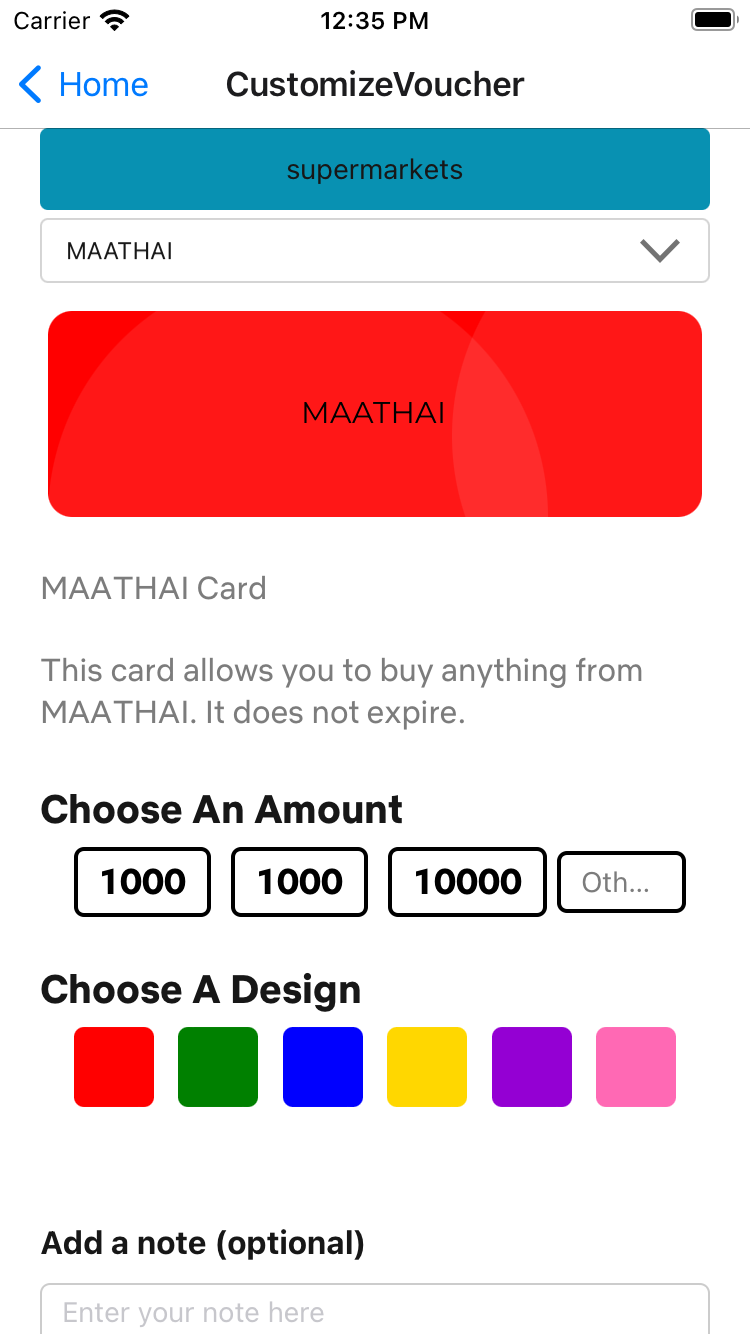 Carrier 12:35 PM
Home CustomizeVoucher
supermarkets
MAATHAI
MAATHAI
MAATHAI Card
This card allows you to buy anything from
MAATHAI. It does not expire.
Choose An Amount
1000 1000 10000 Oth...
Choose A Design
Add a note (optional)
Enter your note here